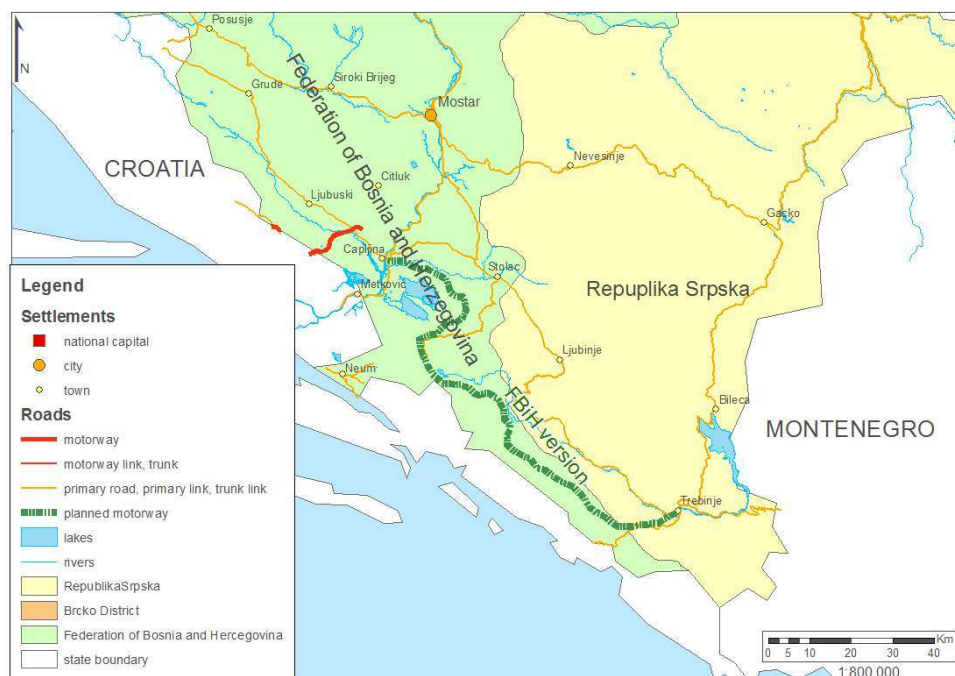 Posusje
N
Grude
Siroki Brijeg
Mostar
Federation of Bosnia and Herzegovina
CROATIA
Nevesinje
Citluk
Ljubuski
Gacko
Capljina
Stolac
Metkovic
Repuplika Srpska
Ljubinje
Neum
FBiH version
Bileca
MONTENEGRO
Trebinje
Legend
Settlements
national capital
city
town
Roads
motorway
motorway link, trunk
primary road, primary link, trunk link
planned motorway
lakes
rivers
RepublikaSrpska
Brcko District
Federation of Bosnia and Hercegovina
state boundary
Km
0 5 10 20 30 40
1:800 000